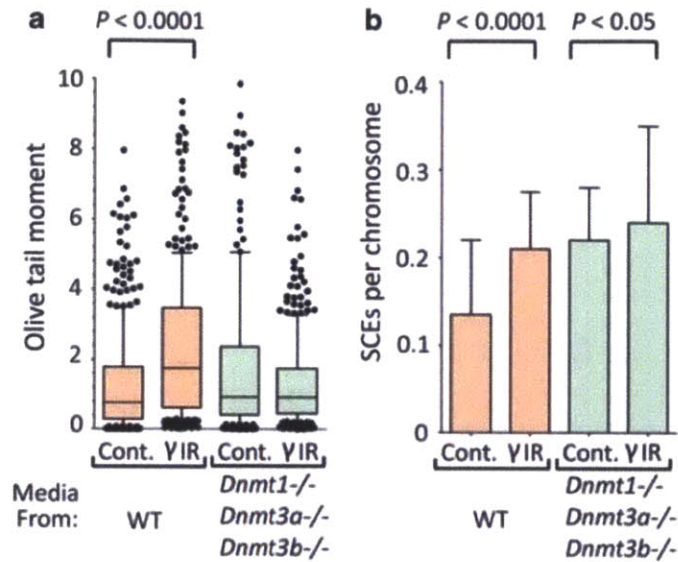 a
P < 0.0001
Olive tail moment
10
8
6
4
2
0
Cont. γIR Cont. γIR
Media
From:
WT
Dnmt1-/-
Dnmt3a-/-
Dnmt3b-/-
b
P < 0.0001 P < 0.05
SCEs per chromosome
0.4
0.3
0.2
0.1
0
Cont. γIR Cont. γIR
WT
Dnmt1-/-
Dnmt3a-/-
Dnmt3b-/-